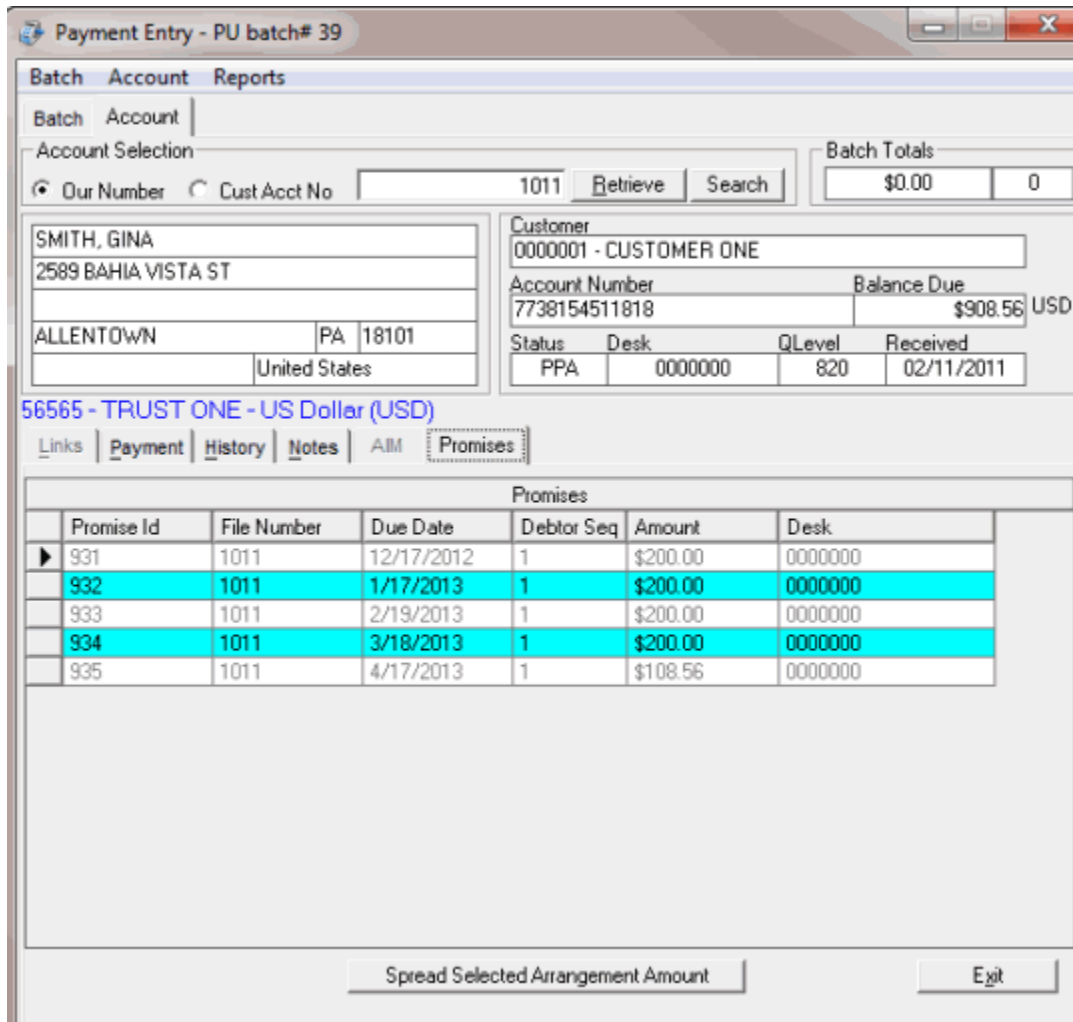 Payment Entry - PU batch# 39
Batch Account Reports
Batch Account
Account Selection
Our Number Cust Acct No 1011 Retrieve Search
Batch Totals
$0.00 0
SMITH, GINA
2589 BAHIA VISTA ST
ALLENTOWN PA 18101
United States
Customer
0000001 - CUSTOMER ONE
Account Number Balance Due
7738154511818 $908.56 USD
Status Desk QLevel Received
PPA 0000000 820 02/11/2011
56565 - TRUST ONE - US Dollar (USD)
Links Payment History Notes AIM Promises
Promises
Promise Id File Number Due Date Debtor Seq Amount Desk
931 1011 12/17/2012 1 $200.00 0000000
932 1011 1/17/2013 1 $200.00 0000000
933 1011 2/19/2013 1 $200.00 0000000
934 1011 3/18/2013 1 $200.00 0000000
935 1011 4/17/2013 1 $108.56 0000000
Spread Selected Arrangement Amount Exit